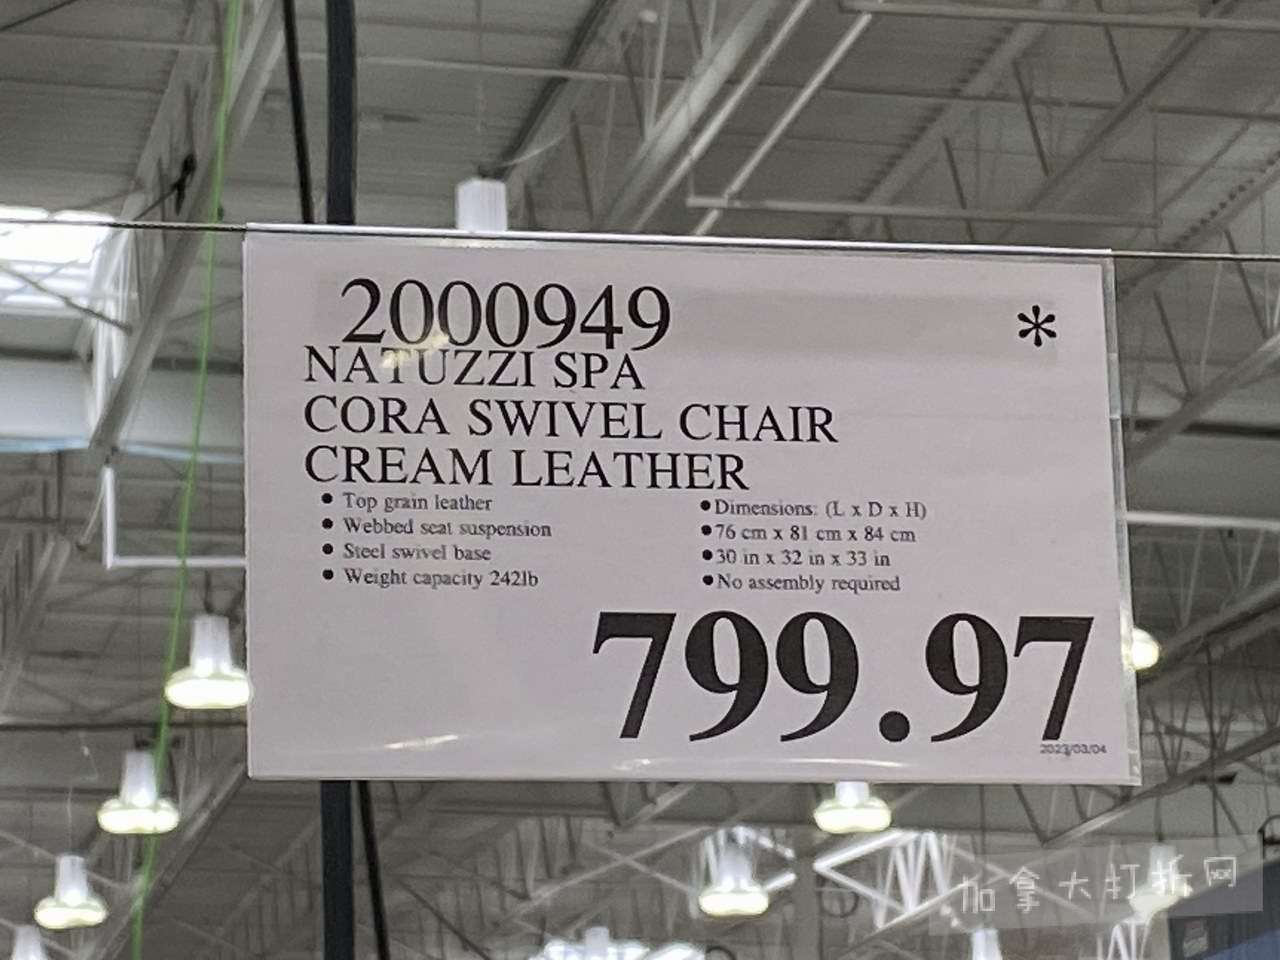 2000949
*
NATUZZI SPA
CORA SWIVEL CHAIR
CREAM LEATHER
• Top grain leather
• Webbed seat suspension
• Steel swivel base
• Weight capacity 242lb
• Dimensions: (L x D x H)
• 76 cm x 81 cm x 84 cm
• 30 in x 32 in x 33 in
• No assembly required
799.97
2023/03/04
加拿大打折网